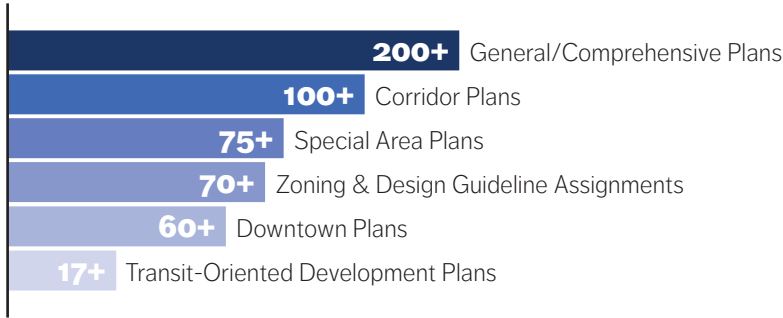 200+ General/Comprehensive Plans
100+ Corridor Plans
75+ Special Area Plans
70+ Zoning & Design Guideline Assignments
60+ Downtown Plans
17+ Transit-Oriented Development Plans